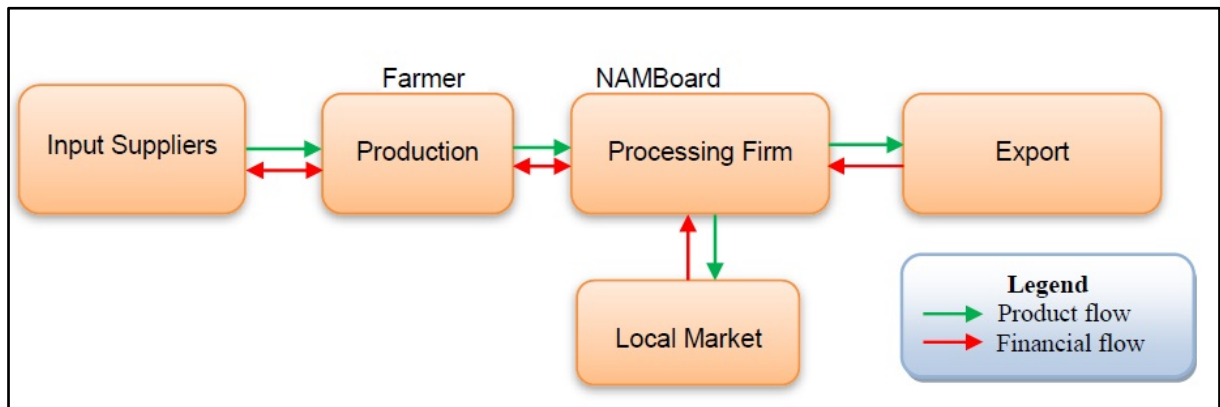 Farmer
NAMBoard
Input Suppliers
Production
Processing Firm
Export
Local Market
Legend
Product flow
Financial flow